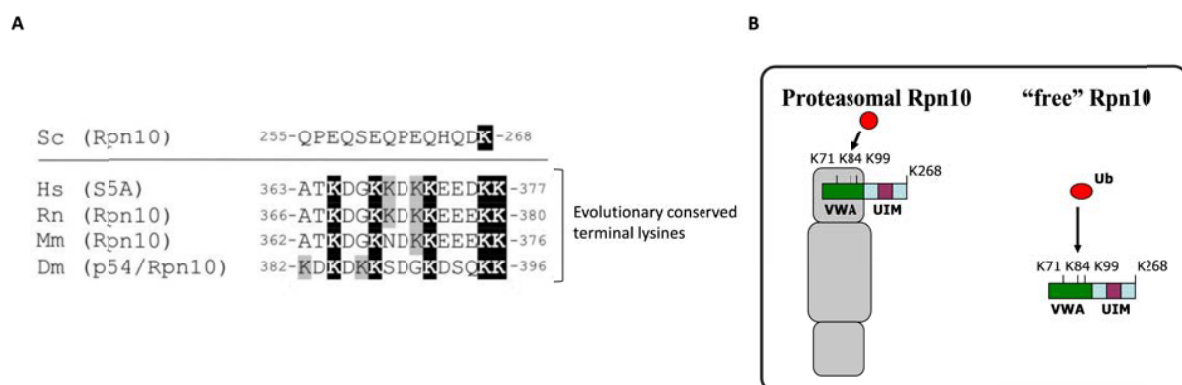 A
Sc (Rpn10) 255-QPEQSEQPEQHQDK-268
Hs (S5A) 363-ATKDGKKDKKEEDKK-377
Rn (Rpn10) 366-ATKDGKKDKKEEEKK-380
Mm (Rpn10) 362-ATKDGKNDKKEEEKK-376
Dm (p54/Rpn10) 382-KDKDKKSDGKDSQKK-396
Evolutionary conserved
terminal lysines
B
Proteasomal Rpn10
K71 K84 K99
K268
VWA UIM
“free” Rpn10
Ub
K71 K84 K99 K268
VWA UIM